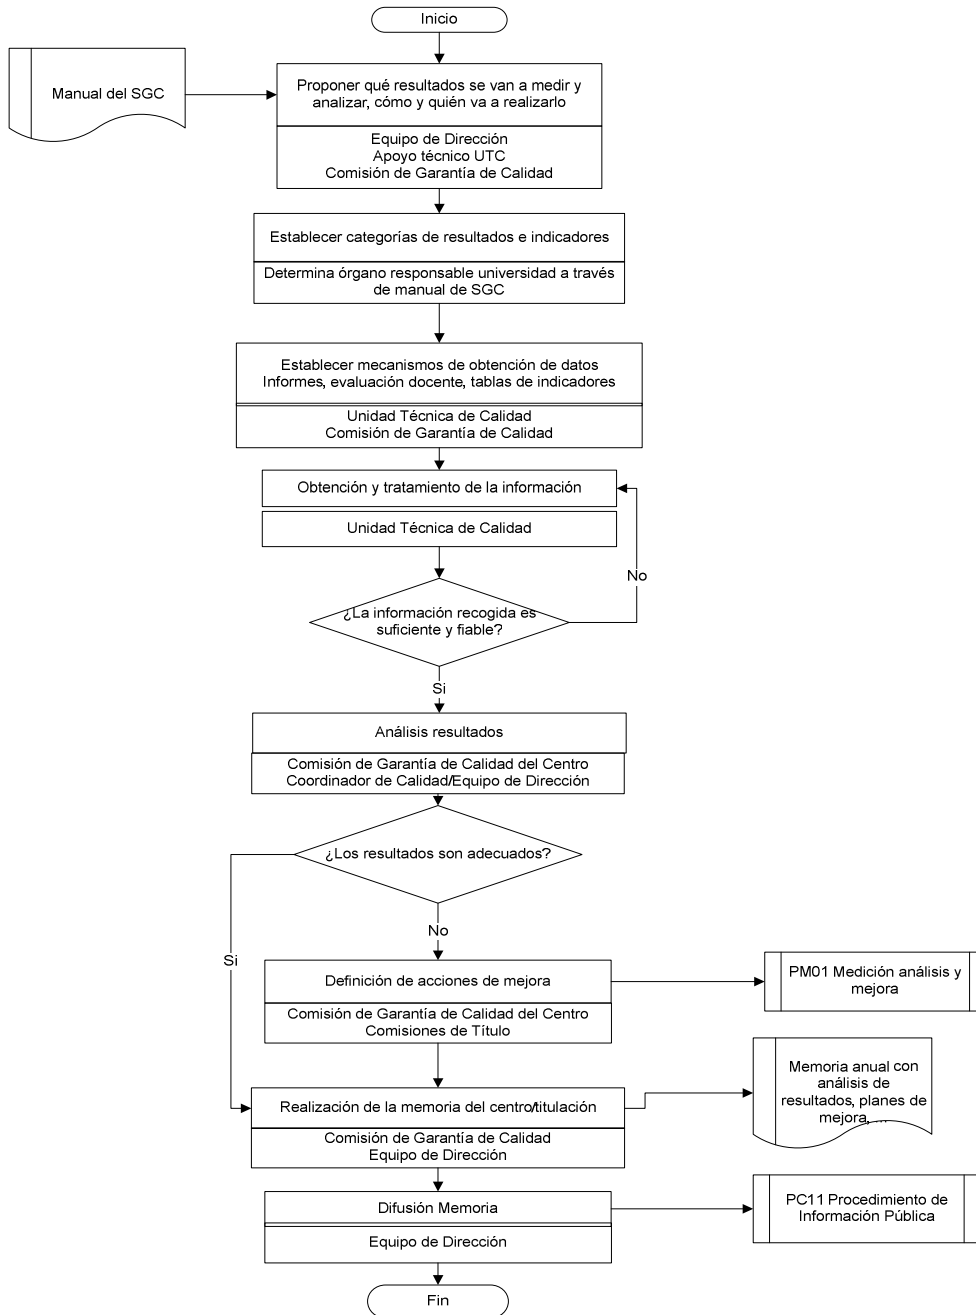 Inicio
Manual del SGC
Proponer qué resultados se van a medir y
analizar, cómo y quién va a realizarlo
Equipo de Dirección
Apoyo técnico UTC
Comisión de Garantía de Calidad
Establecer categorías de resultados e indicadores
Determina órgano responsable universidad a través
de manual de SGC
Establecer mecanismos de obtención de datos
Informes, evaluación docente, tablas de indicadores
Unidad Técnica de Calidad
Comisión de Garantía de Calidad
Obtención y tratamiento de la información
Unidad Técnica de Calidad
No
¿La información recogida es
suficiente y fiable?
Si
Análisis resultados
Comisión de Garantía de Calidad del Centro
Coordinador de Calidad/Equipo de Dirección
¿Los resultados son adecuados?
No
Si
Definición de acciones de mejora
Comisión de Garantía de Calidad del Centro
Comisiones de Título
PM01 Medición análisis y
mejora
Realización de la memoria del centro/titulación
Comisión de Garantía de Calidad
Equipo de Dirección
Memoria anual con
análisis de
resultados, planes de
mejora, ...
Difusión Memoria
Equipo de Dirección
PC11 Procedimiento de
Información Pública
Fin